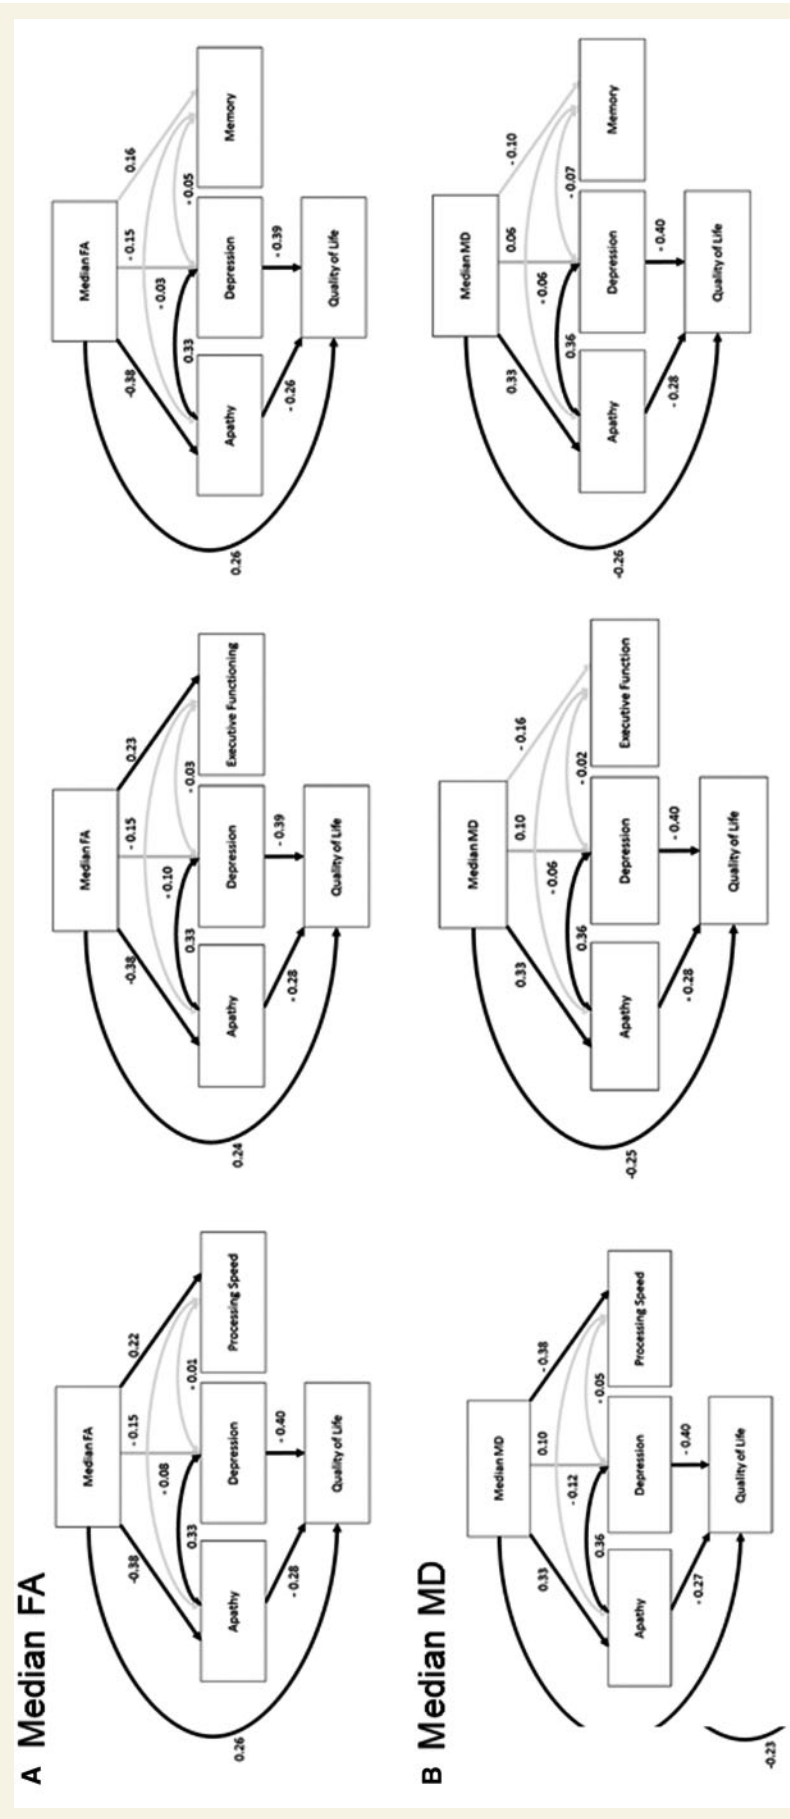 A Median FA
Median FA
-0.38
- 0.15
0.22
- 0.08
0.33
- 0.01
Apathy
Depression
Processing Speed
- 0.28
- 0.40
Quality of Life
0.26
Median FA
-0.38
- 0.15
0.23
- 0.10
0.33
- 0.03
Apathy
Depression
Executive Functioning
- 0.28
- 0.39
Quality of Life
0.24
Median FA
-0.38
- 0.15
0.16
- 0.03
0.33
- 0.05
Apathy
Depression
Memory
- 0.26
- 0.39
Quality of Life
0.26
B Median MD
Median MD
0.33
0.10
- 0.38
- 0.12
0.36
- 0.05
Apathy
Depression
Processing Speed
- 0.27
- 0.40
Quality of Life
-0.23
Median MD
0.33
0.10
- 0.16
- 0.06
0.36
- 0.02
Apathy
Depression
Executive Function
- 0.28
- 0.40
Quality of Life
-0.25
Median MD
0.33
0.06
- 0.10
- 0.06
0.36
- 0.07
Apathy
Depression
Memory
- 0.28
- 0.40
Quality of Life
-0.26